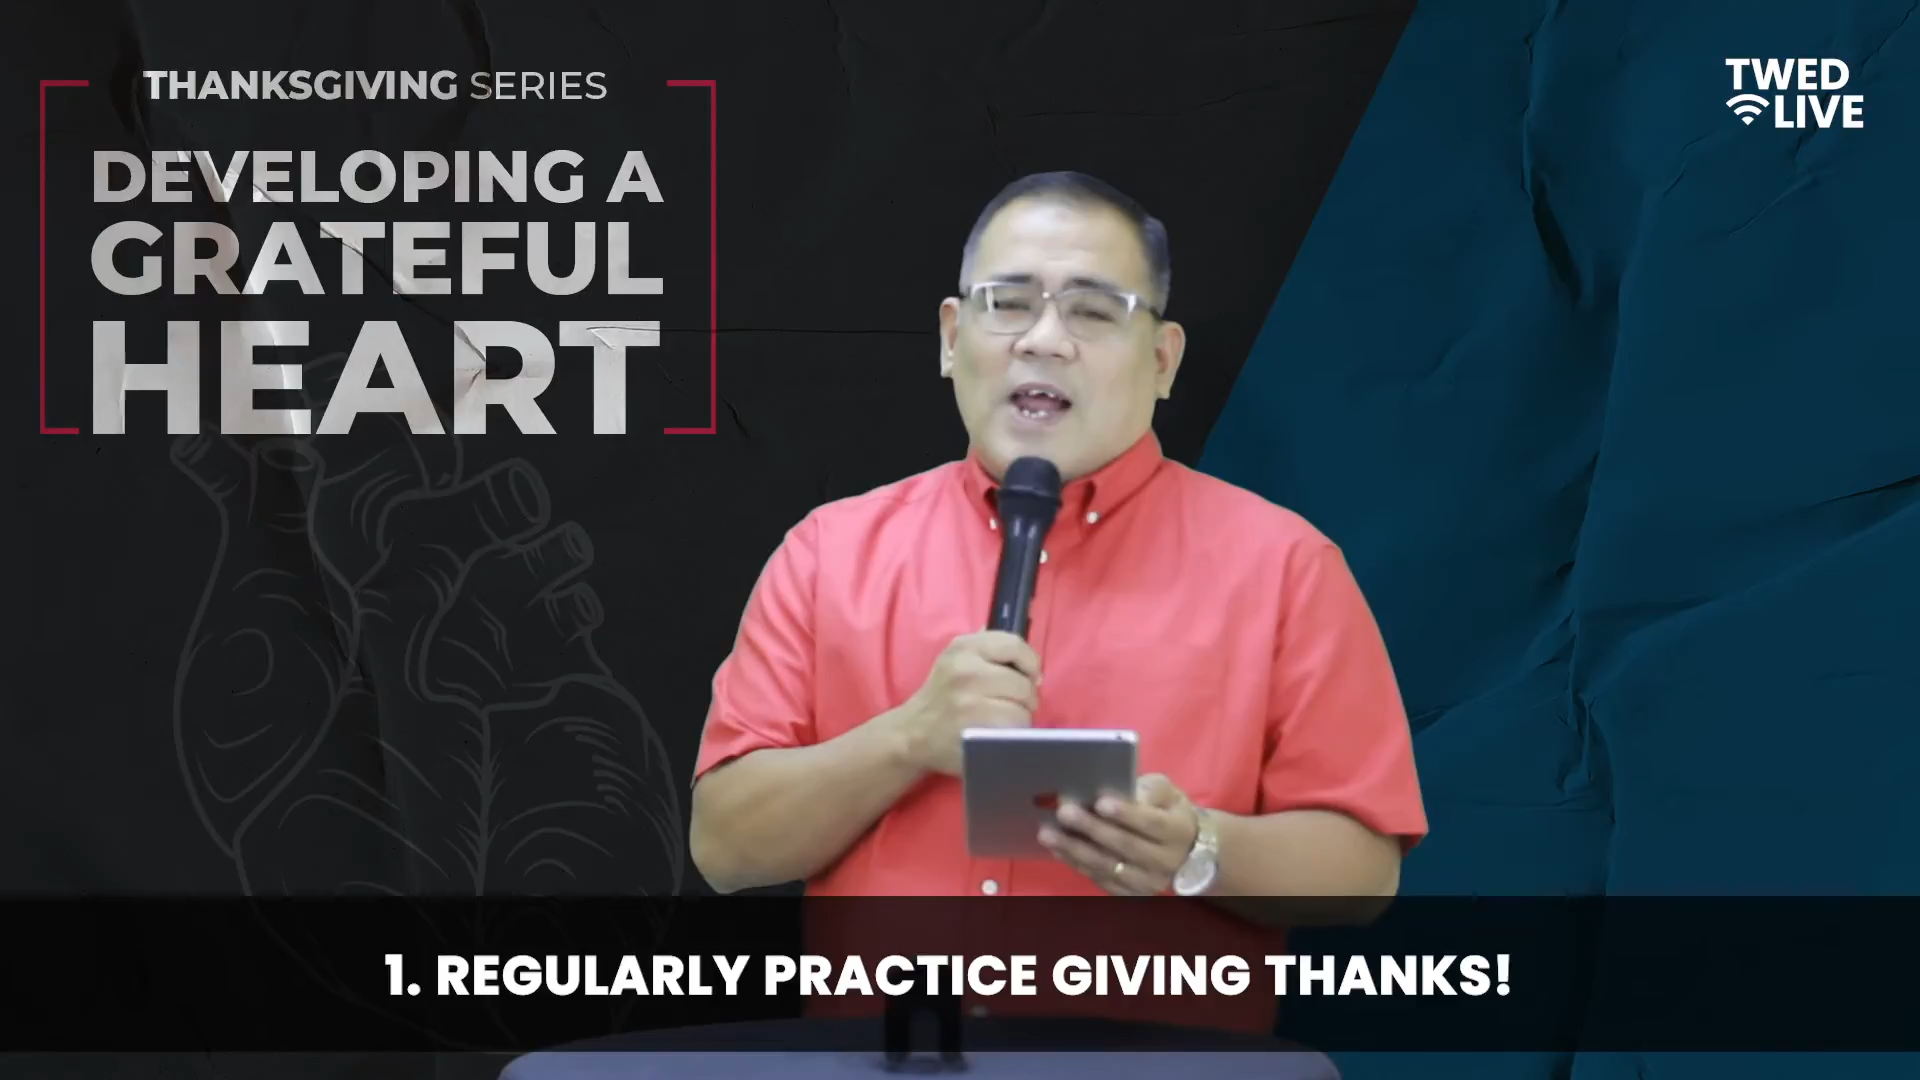 THANKSGIVING SERIES
DEVELOPING A
GRATEFUL
HEART
TWED
LIVE
1. REGULARLY PRACTICE GIVING THANKS!